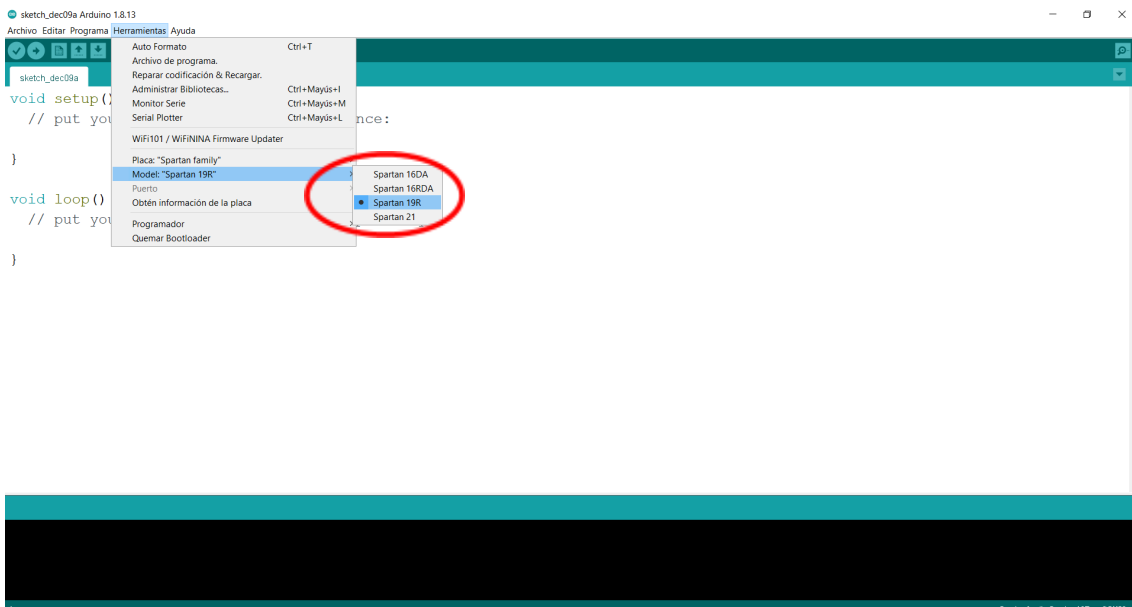 sketch_dec09a Arduino 1.8.13
Archivo Editar Programa Herramientas Ayuda
sketch_dec09a
Auto Formato Ctrl+T
Archivo de programa.
Reparar codificación & Recargar.
Administrar Bibliotecas... Ctrl+Mayús+I
Monitor Serie Ctrl+Mayús+M
Serial Plotter Ctrl+Mayús+L
WiFi101 / WiFiNINA Firmware Updater
Placa: "Spartan family"
Model: "Spartan 19R"
Puerto
Obtén información de la placa
Programador
Quemar Bootloader
Spartan 16DA
Spartan 16RDA
Spartan 19R
Spartan 21
void setup()
// put you nce:
}
void loop()
// put you
}